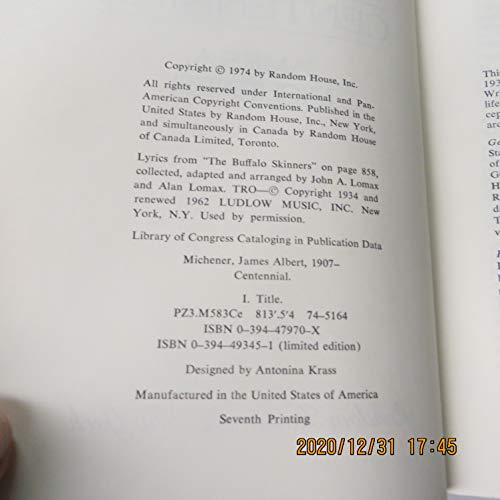 Copyright © 1974 by Random House, Inc.
All rights reserved under International and Pan-
American Copyright Conventions. Published in the
United States by Random House, Inc., New York,
and simultaneously in Canada by Random House
of Canada Limited, Toronto.
Lyrics from "The Buffalo Skinners" on page 858,
collected, adapted and arranged by John A. Lomax
and Alan Lomax. TRO—© Copyright 1934 and
renewed 1962 LUDLOW MUSIC, INC. New
York, N.Y. Used by permission.
Library of Congress Cataloging in Publication Data
Michener, James Albert, 1907–
Centennial.
I. Title.
PZ3.M583Ce 813'.5'4 74-5164
ISBN 0-394-47970-X
ISBN 0-394-49345-1 (limited edition)
Designed by Antonina Krass
Manufactured in the United States of America
Seventh Printing
2020/12/31 17:45